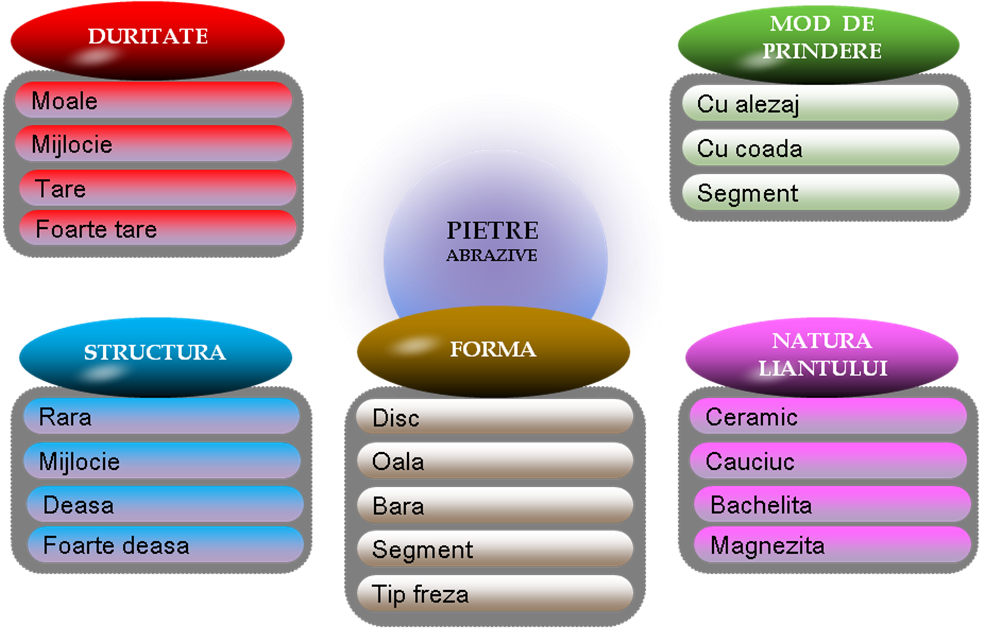 DURITATE
Moale
Mijlocie
Tare
Foarte tare
MOD DE
PRINDERE
Cu alezaj
Cu coada
Segment
PIETRE
ABRAZIVE
STRUCTURA
Rara
Mijlocie
Deasa
Foarte deasa
FORMA
Disc
Oala
Bara
Segment
Tip freza
NATURA
LIANTULUI
Ceramic
Cauciuc
Bachelita
Magnezita